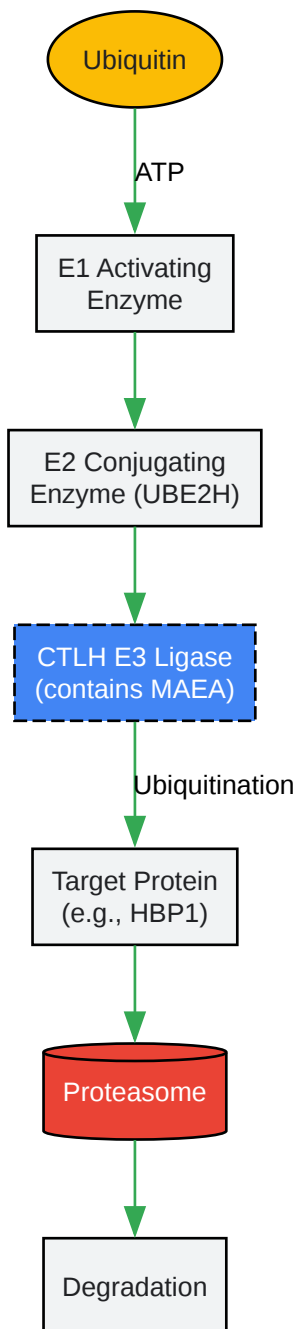 Ubiquitin
ATP
E1 Activating
Enzyme
E2 Conjugating
Enzyme (UBE2H)
CTLH E3 Ligase
(contains MAEA)
Ubiquitination
Target Protein
(e.g., HBP1)
Proteasome
Degradation